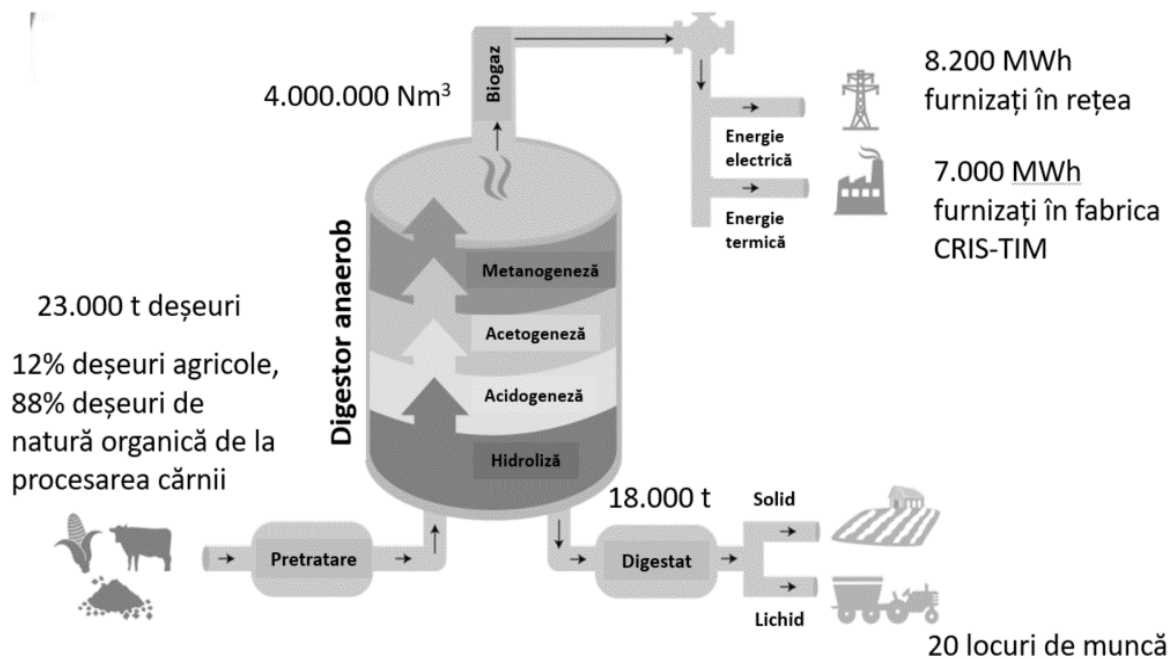 Biogaz
4.000.000 Nm³
8.200 MWh
furnizați în rețea
Energie
electrică
7.000 MWh
furnizați în fabrica
CRIS-TIM
Energie
termică
Digestor anaerob
Metanogeneză
Acetogeneză
Acidogeneză
Hidroliză
23.000 t deșeuri
12% deșeuri agricole,
88% deșeuri de
natură organică de la
procesarea cărnii
Pretratare
18.000 t
Digestat
Solid
Lichid
20 locuri de muncă